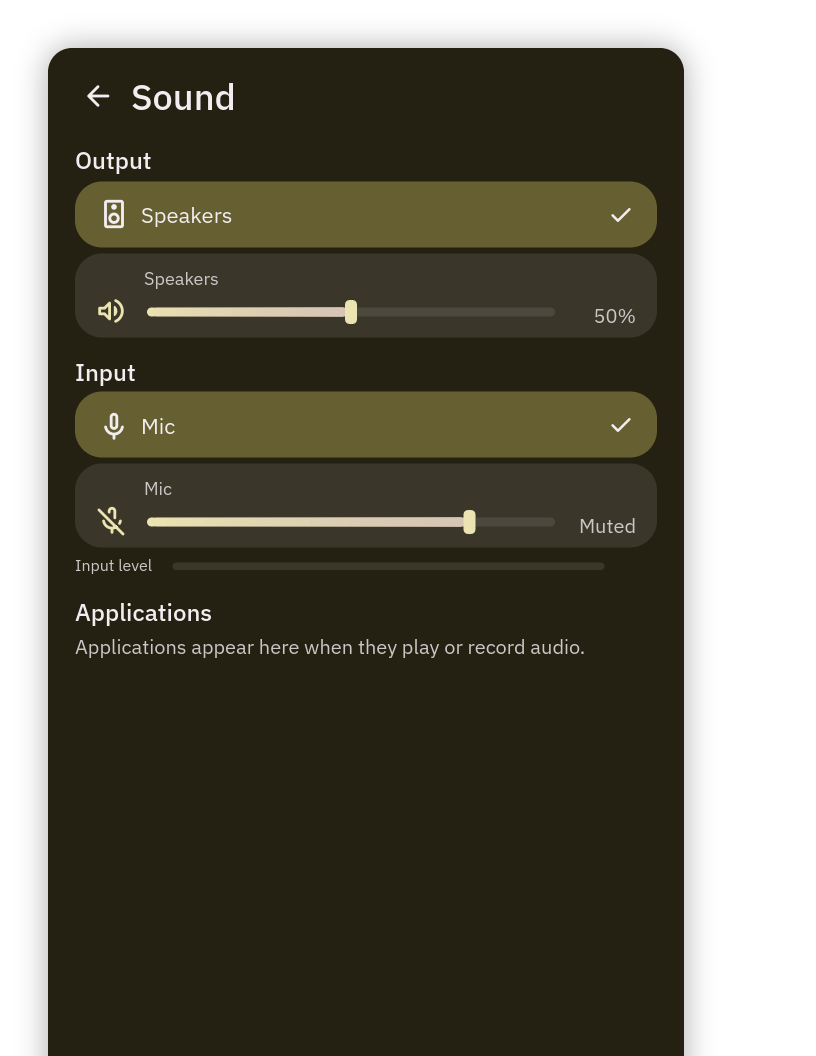 Sound
Output
Speakers
Speakers
50%
Input
Mic
Mic
Muted
Input level
Applications
Applications appear here when they play or record audio.